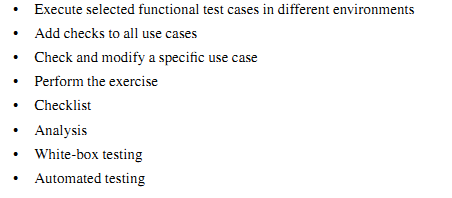 • Execute selected functional test cases in different environments
• Add checks to all use cases
• Check and modify a specific use case
• Perform the exercise
• Checklist
• Analysis
• White-box testing
• Automated testing